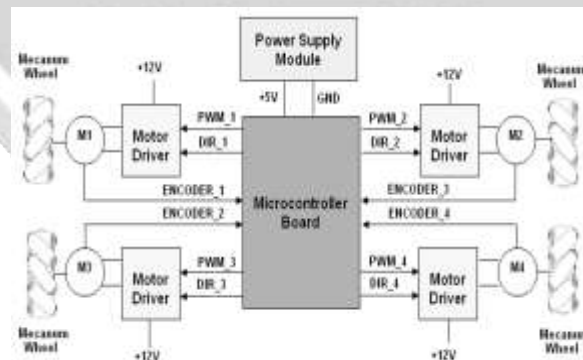 Power Supply
Module
Mecanum
Wheel
+12V
+12V
Mecanum
Wheel
+5V
GND
M1
Motor
Driver
PWM_1
DIR_1
PWM_2
DIR_2
Motor
Driver
M2
ENCODER_1
ENCODER_2
Microcontroller
Board
ENCODER_3
ENCODER_4
M3
Motor
Driver
PWM_3
DIR_3
PWM_4
DIR_4
Motor
Driver
M4
Mecanum
Wheel
+12V
+12V
Mecanum
Wheel